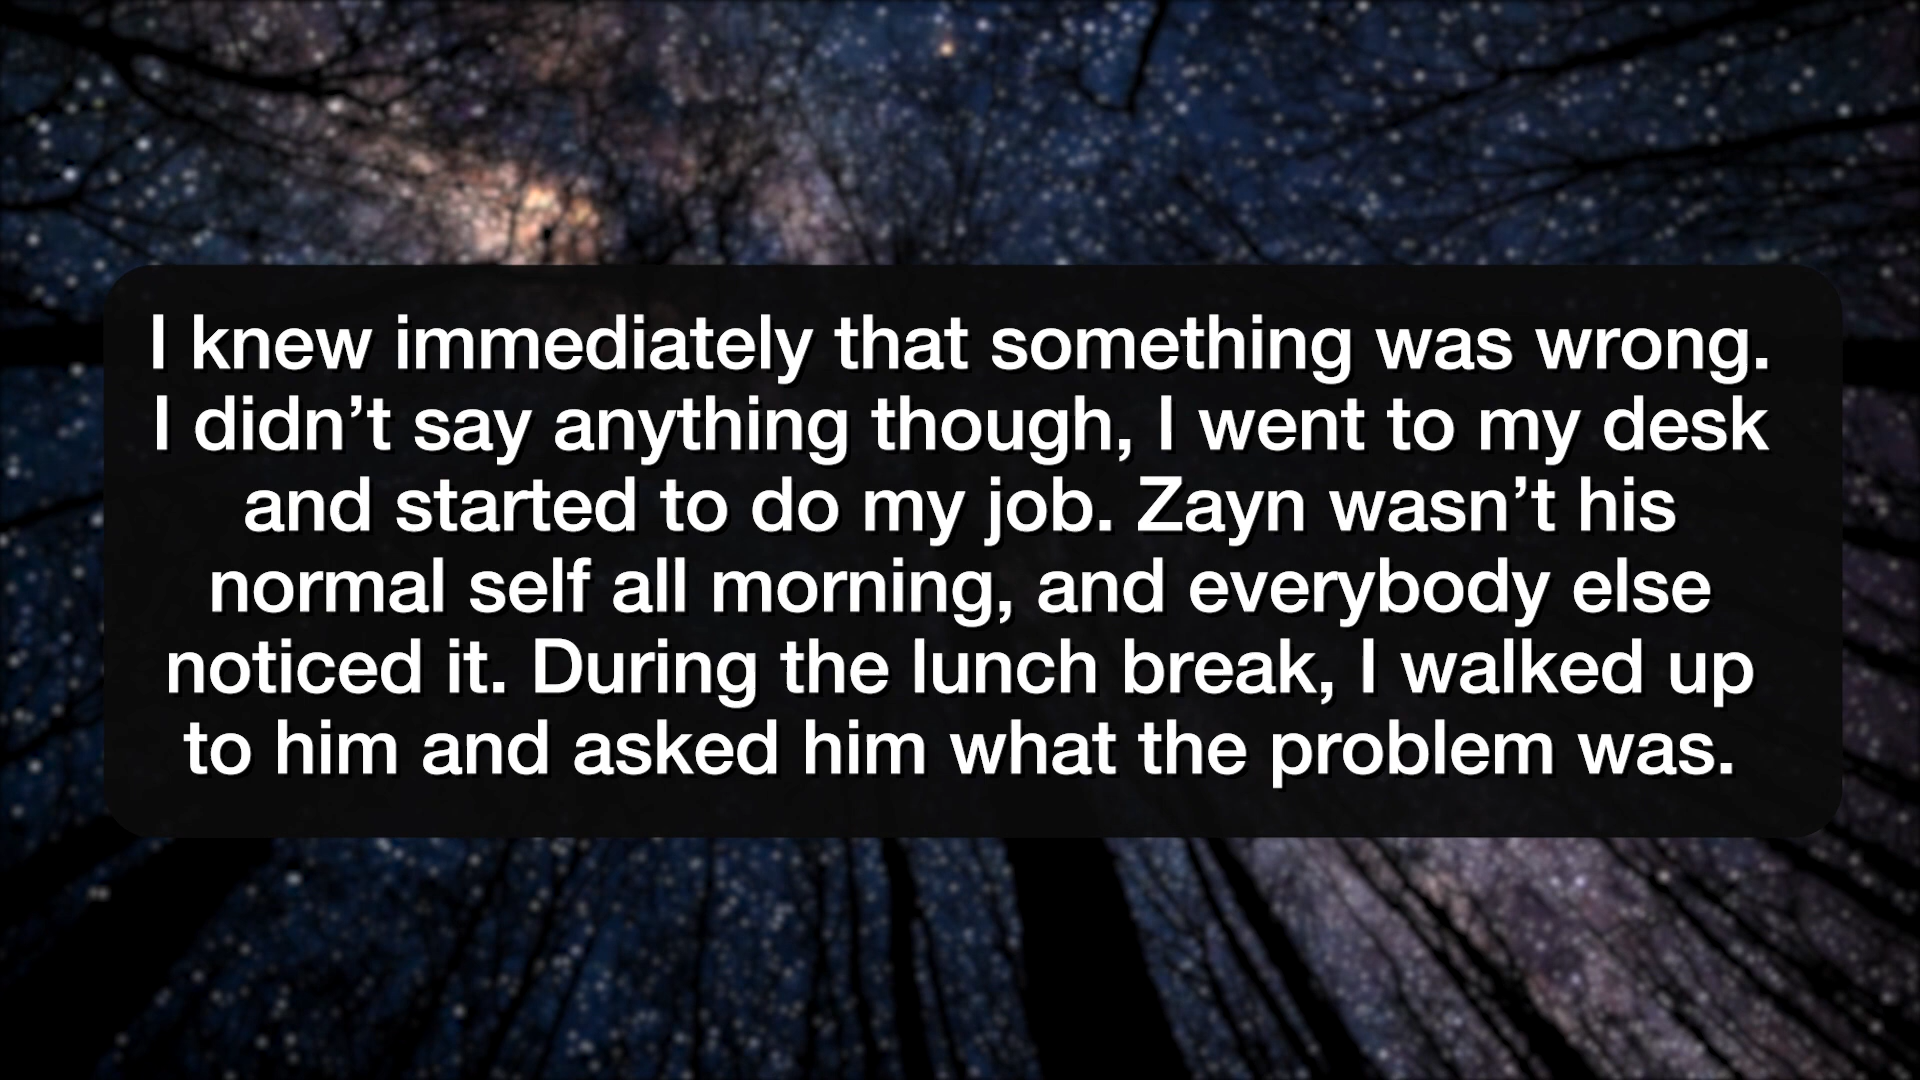 I knew immediately that something was wrong.
I didn’t say anything though, I went to my desk
and started to do my job. Zayn wasn’t his
normal self all morning, and everybody else
noticed it. During the lunch break, I walked up
to him and asked him what the problem was.